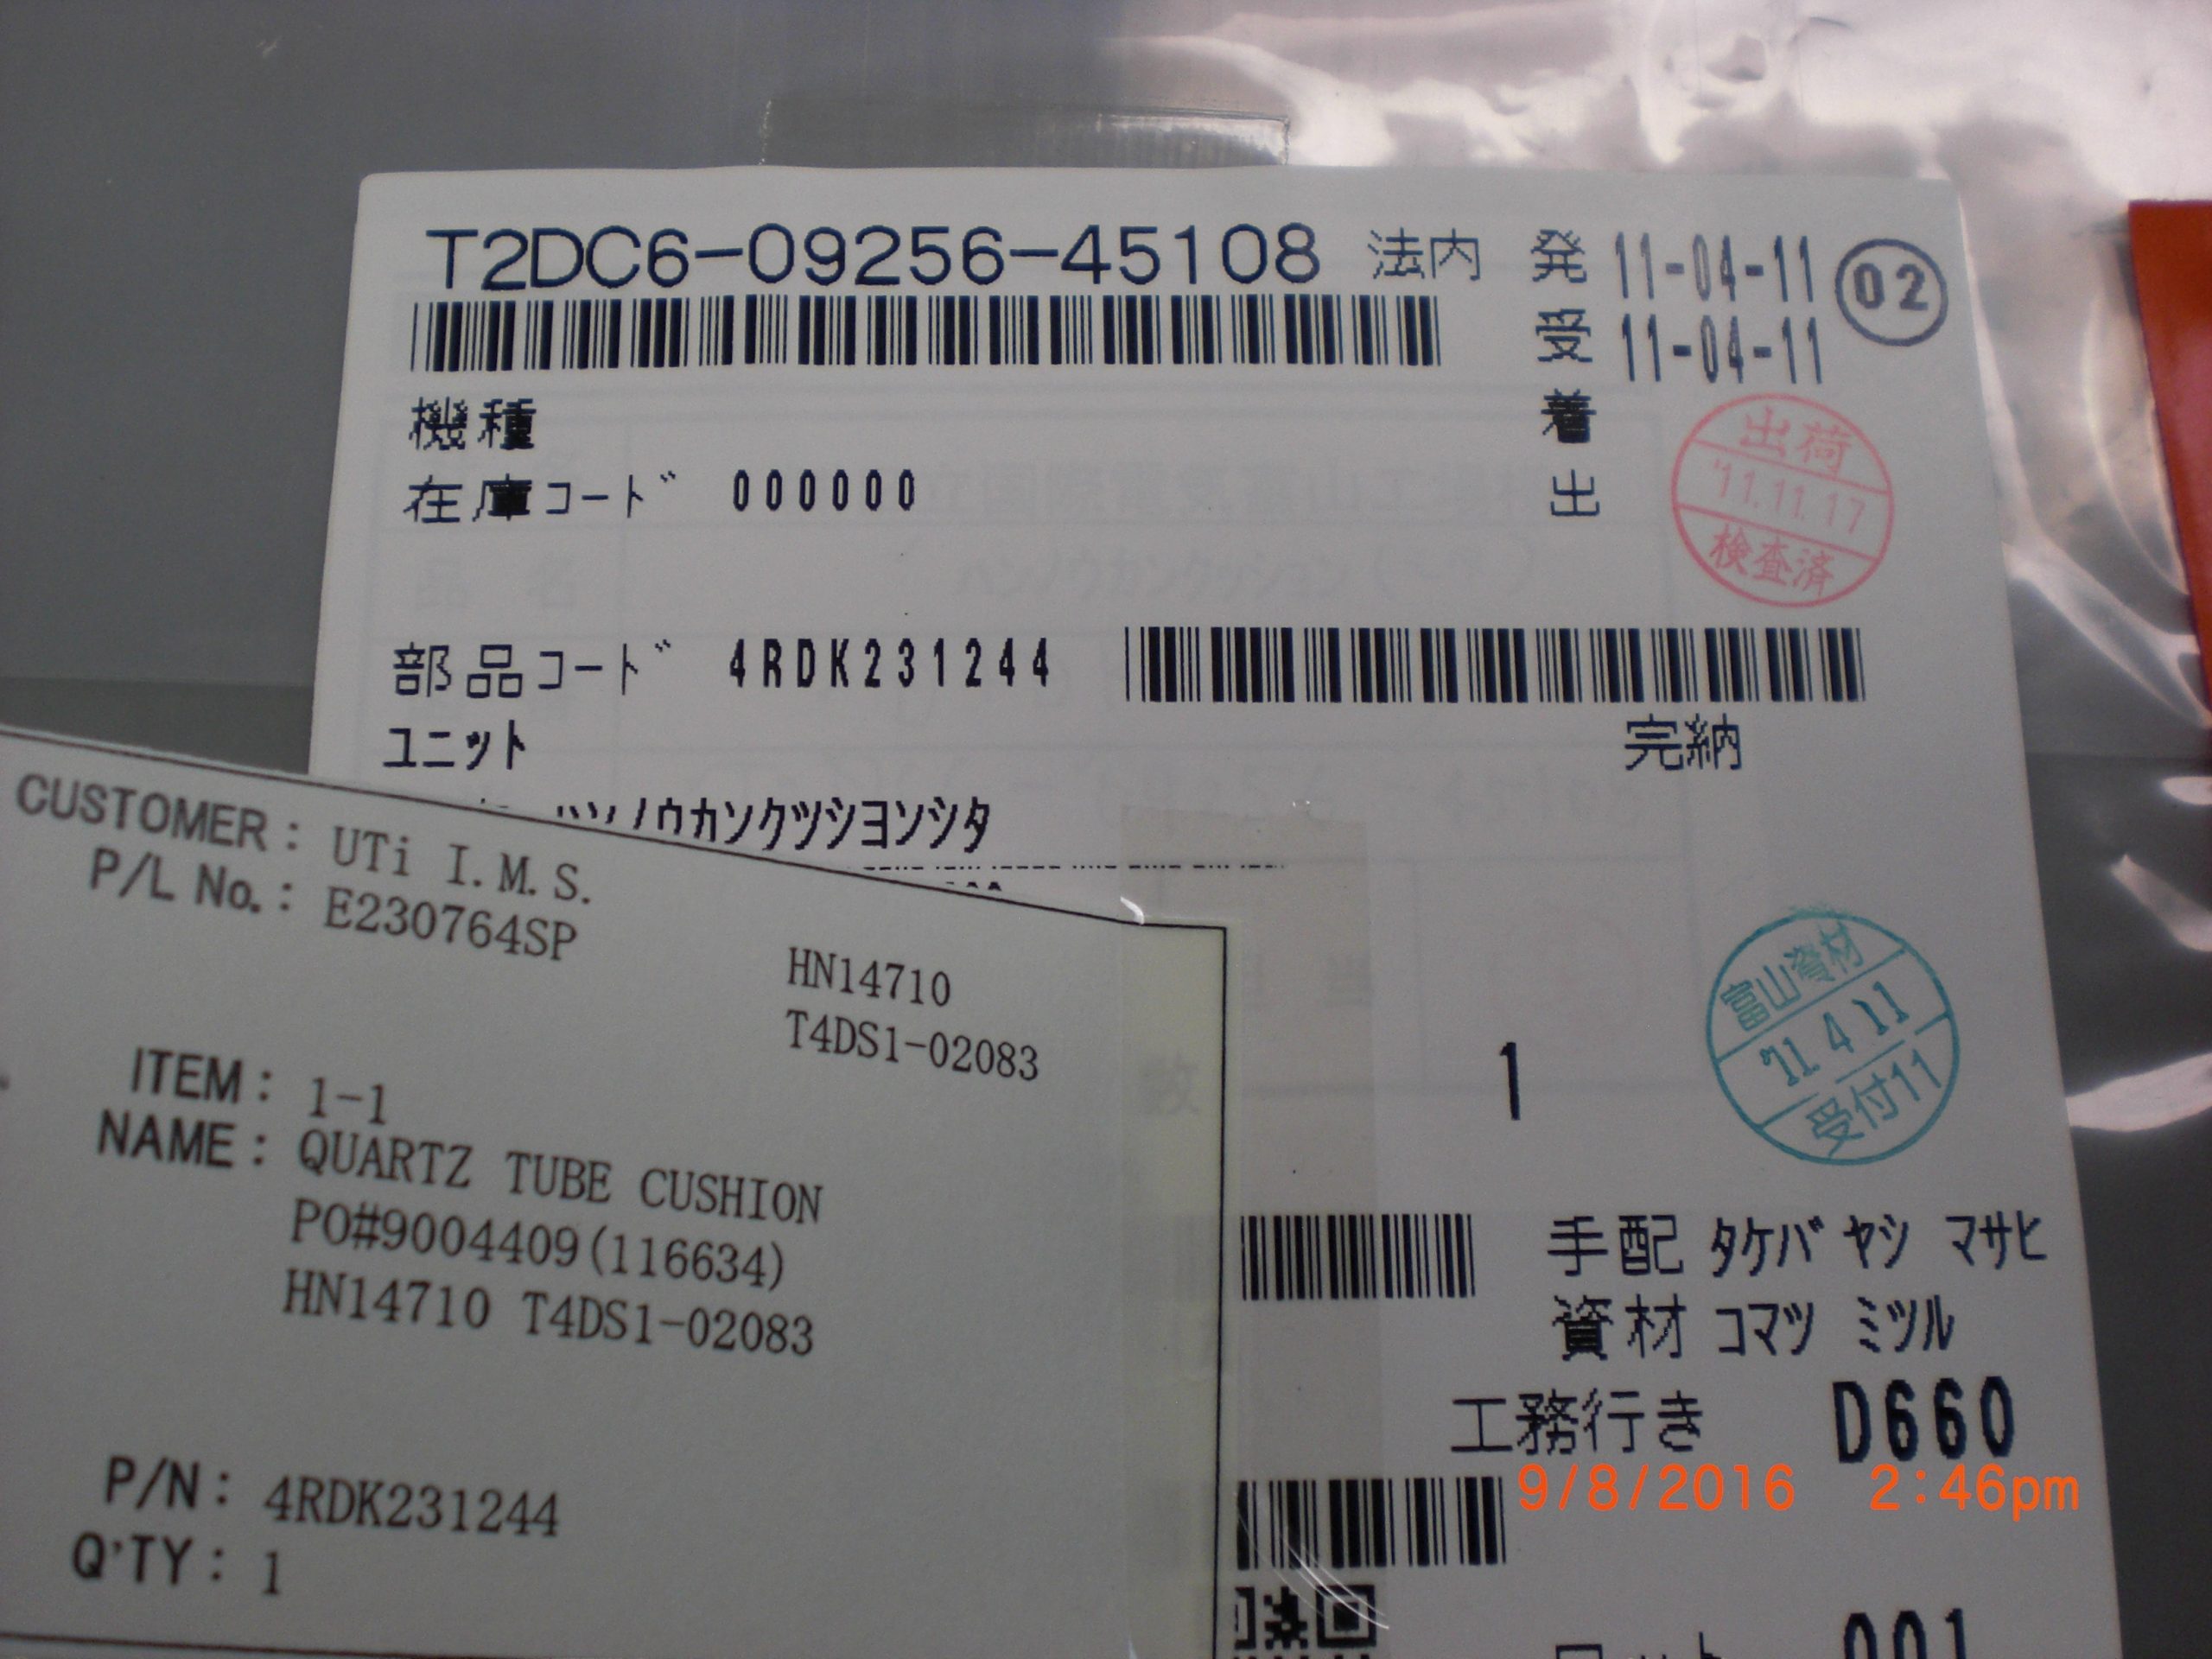 T2DC6-09256-45108 法内 発 11-04-11 02
受 11-04-11
機種 着
在庫コード 000000 出
出荷
'11.11.17
検査済
部品コード 4RDK231244
ユニット 完納
ハンノウカンクツシヨンシタ
富山資材
'11 4 11
受付11
1
手配 タケバヤシ マサヒ
資材 コマツ ミツル
工務行き D660
001
CUSTOMER: UTi I.M.S.
P/L No.: E230764SP
HN14710
T4DS1-02083
ITEM: 1-1
NAME: QUARTZ TUBE CUSHION
PO#9004409(116634)
HN14710 T4DS1-02083
P/N: 4RDK231244
Q'TY: 1
9/8/2016 2:46pm